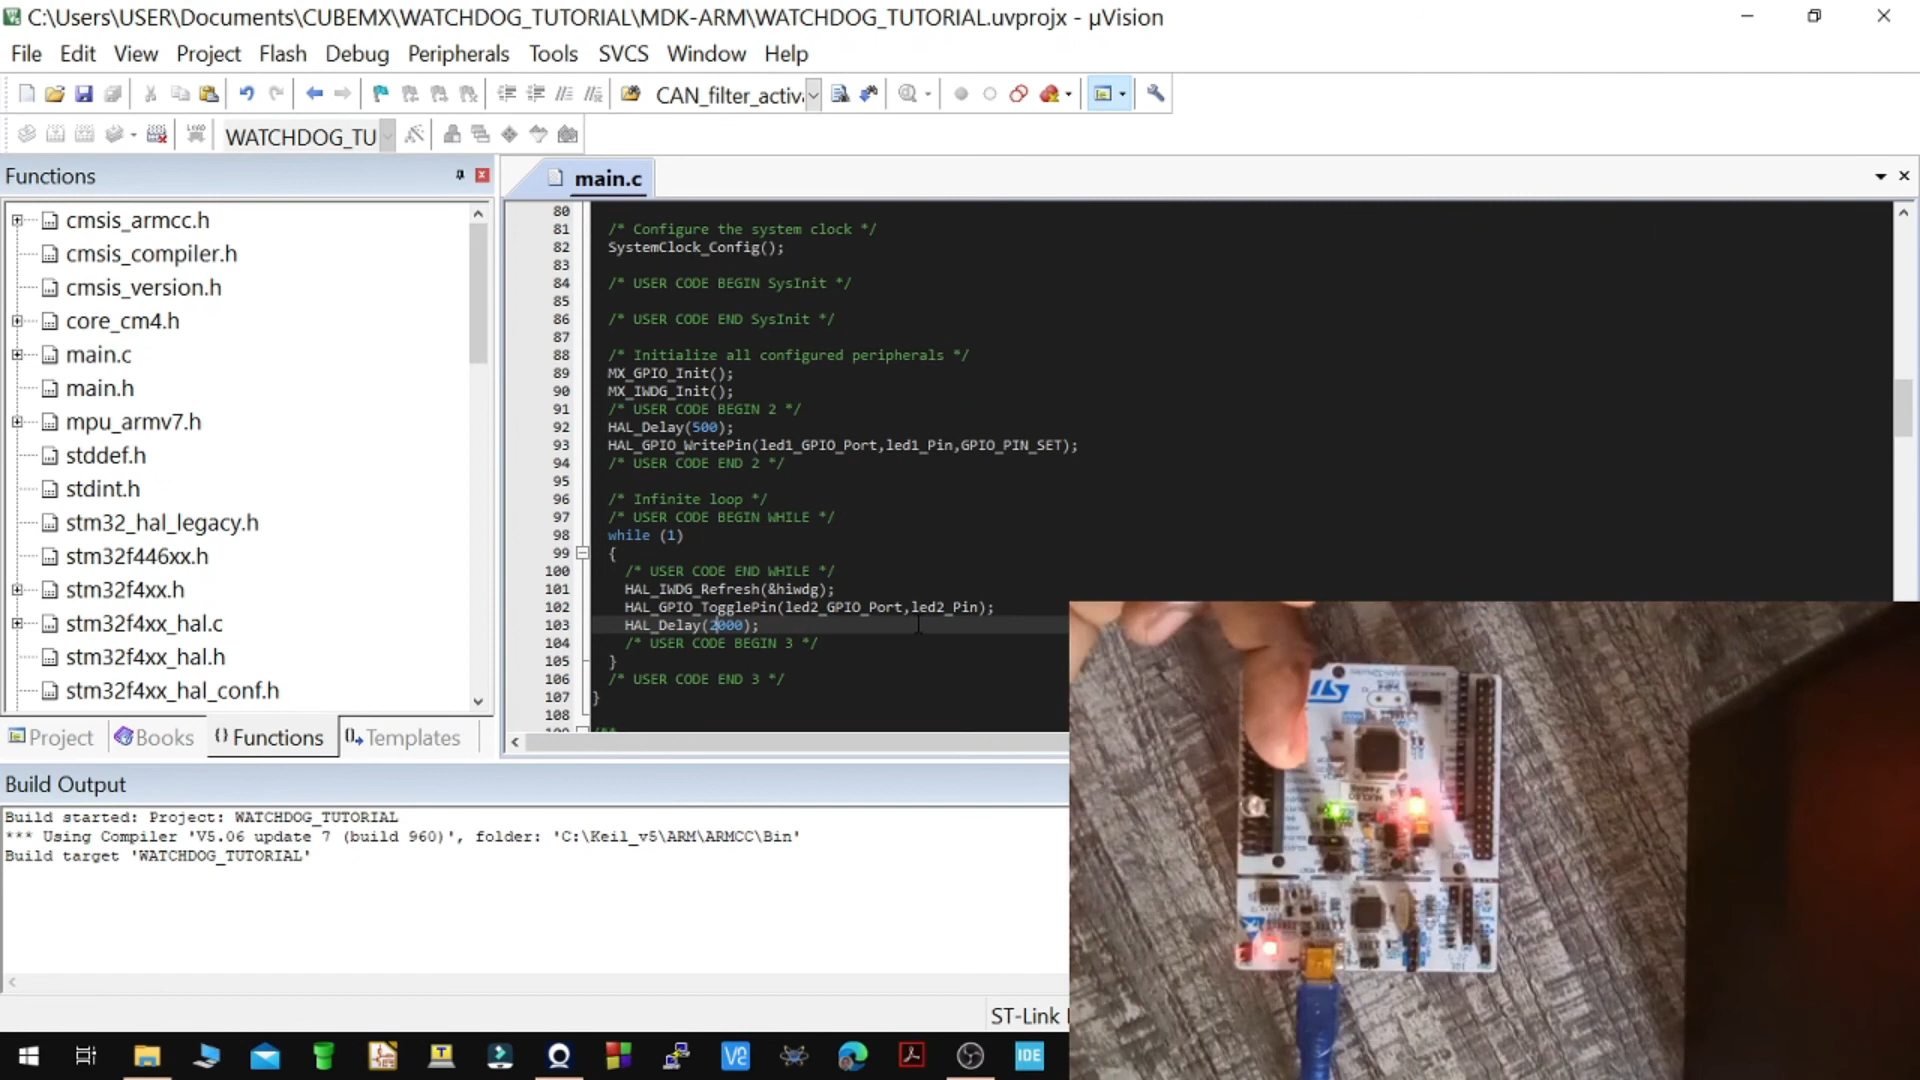 C:\Users\USER\Documents\CUBEMX\WATCHDOG_TUTORIAL\MDK-ARM\WATCHDOG_TUTORIAL.uvprojx - µVision
File Edit View Project Flash Debug Peripherals Tools SVCS Window Help
CAN_filter_activ
LOAD WATCHDOG_TU
Functions
cmsis_armcc.h
cmsis_compiler.h
cmsis_version.h
core_cm4.h
main.c
main.h
mpu_armv7.h
stddef.h
stdint.h
stm32_hal_legacy.h
stm32f446xx.h
stm32f4xx.h
stm32f4xx_hal.c
stm32f4xx_hal.h
stm32f4xx_hal_conf.h
Project Books {} Functions Templates
main.c
80
81 /* Configure the system clock */
82 SystemClock_Config();
83
84 /* USER CODE BEGIN SysInit */
85
86 /* USER CODE END SysInit */
87
88 /* Initialize all configured peripherals */
89 MX_GPIO_Init();
90 MX_IWDG_Init();
91 /* USER CODE BEGIN 2 */
92 HAL_Delay(500);
93 HAL_GPIO_WritePin(led1_GPIO_Port,led1_Pin,GPIO_PIN_SET);
94 /* USER CODE END 2 */
95
96 /* Infinite loop */
97 /* USER CODE BEGIN WHILE */
98 while (1)
99 {
100 /* USER CODE END WHILE */
101 HAL_IWDG_Refresh(&hiwdg);
102 HAL_GPIO_TogglePin(led2_GPIO_Port,led2_Pin);
103 HAL_Delay(2000);
104 /* USER CODE BEGIN 3 */
105 }
106 /* USER CODE END 3 */
107 }
108
Build Output
Build started: Project: WATCHDOG_TUTORIAL
*** Using Compiler 'V5.06 update 7 (build 960)', folder: 'C:\Keil_v5\ARM\ARMCC\Bin'
Build target 'WATCHDOG_TUTORIAL'
ST-Link
IDE